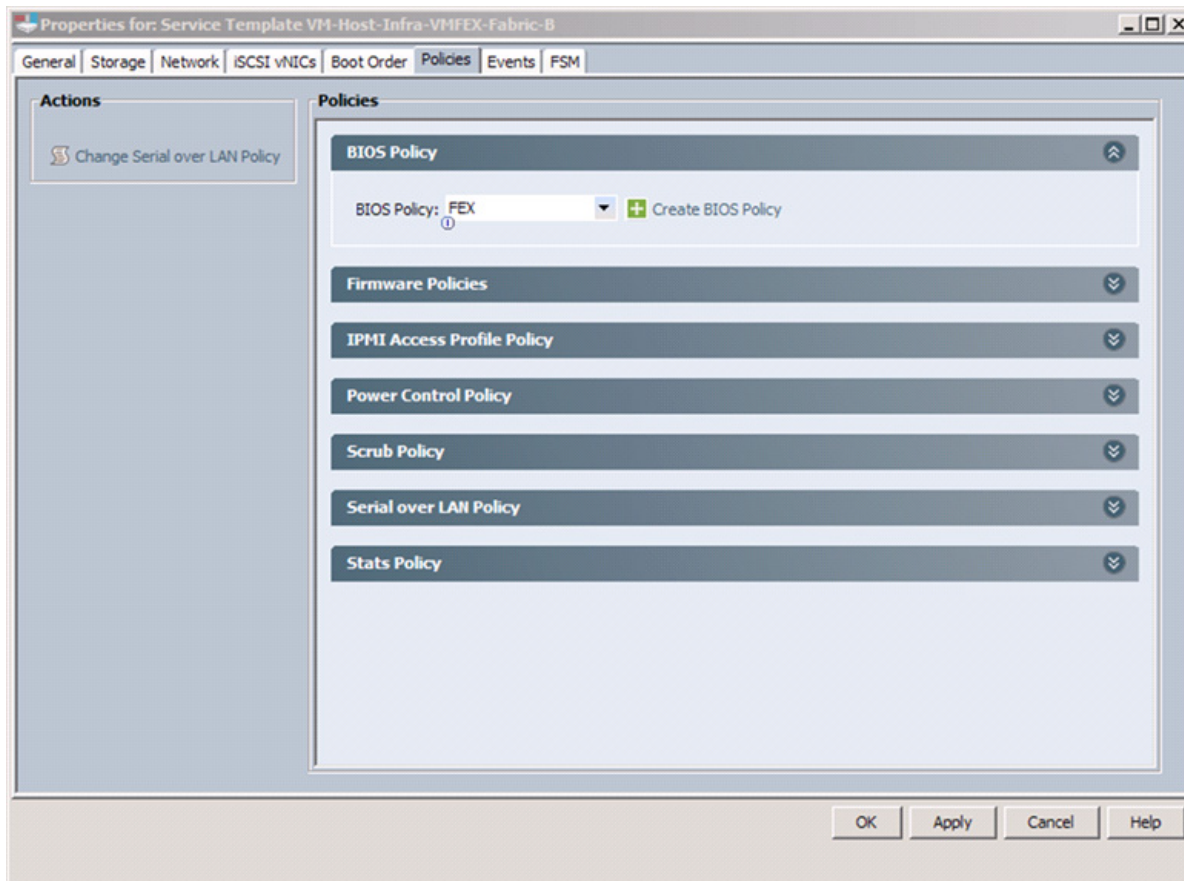 Properties for: Service Template VM-Host-Infra-VMFEX-Fabric-B
General Storage Network iSCSI vNICs Boot Order Policies Events FSM
Actions
Change Serial over LAN Policy
Policies
BIOS Policy
BIOS Policy: FEX Create BIOS Policy
Firmware Policies
IPMI Access Profile Policy
Power Control Policy
Scrub Policy
Serial over LAN Policy
Stats Policy
OK Apply Cancel Help